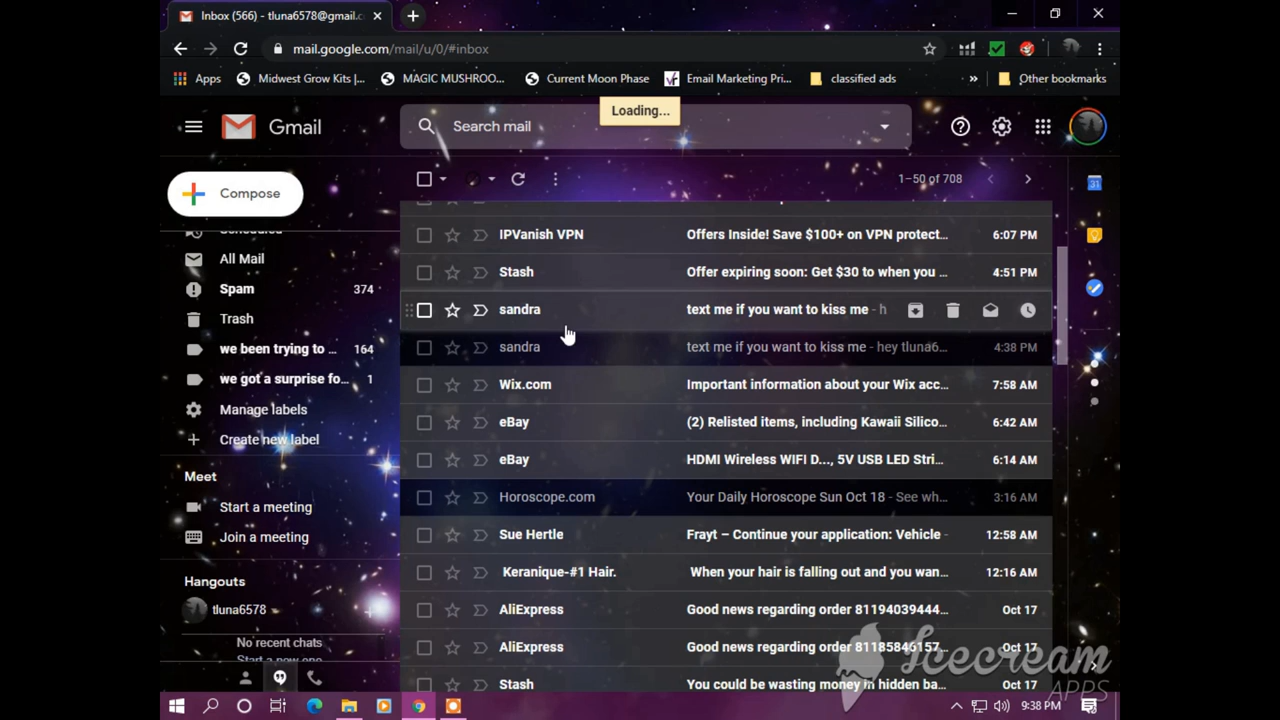 Inbox (566) - tluna6578@gmail.c
mail.google.com/mail/u/0/#inbox
Apps Midwest Grow Kits |... MAGIC MUSHROO... Current Moon Phase Email Marketing Pri... classified ads » Other bookmarks
Loading...
Gmail Search mail
Compose 1–50 of 708
Scheduled
IPVanish VPN Offers Inside! Save $100+ on VPN protect... 6:07 PM
All Mail
Stash Offer expiring soon: Get $30 to when you ... 4:51 PM
Spam 374
sandra text me if you want to kiss me - h
Trash
sandra text me if you want to kiss me - hey tluna6... 4:38 PM
we been trying to ... 164
we got a surprise fo... 1
Wix.com Important information about your Wix acc... 7:58 AM
Manage labels
eBay (2) Relisted items, including Kawaii Silico... 6:42 AM
Create new label
eBay HDMI Wireless WIFI D..., 5V USB LED Stri... 6:14 AM
Meet
Horoscope.com Your Daily Horoscope Sun Oct 18 - See wh... 3:16 AM
Start a meeting
Join a meeting
Sue Hertle Frayt – Continue your application: Vehicle - 12:58 AM
Keranique-#1 Hair. When your hair is falling out and you wan... 12:16 AM
Hangouts
tluna6578
AliExpress Good news regarding order 81194039444... Oct 17
No recent chats
Start a new one
AliExpress Good news regarding order 81185846157... Oct 17
Stash You could be wasting money in hidden ba... Oct 17
Icecream
APPS
9:38 PM